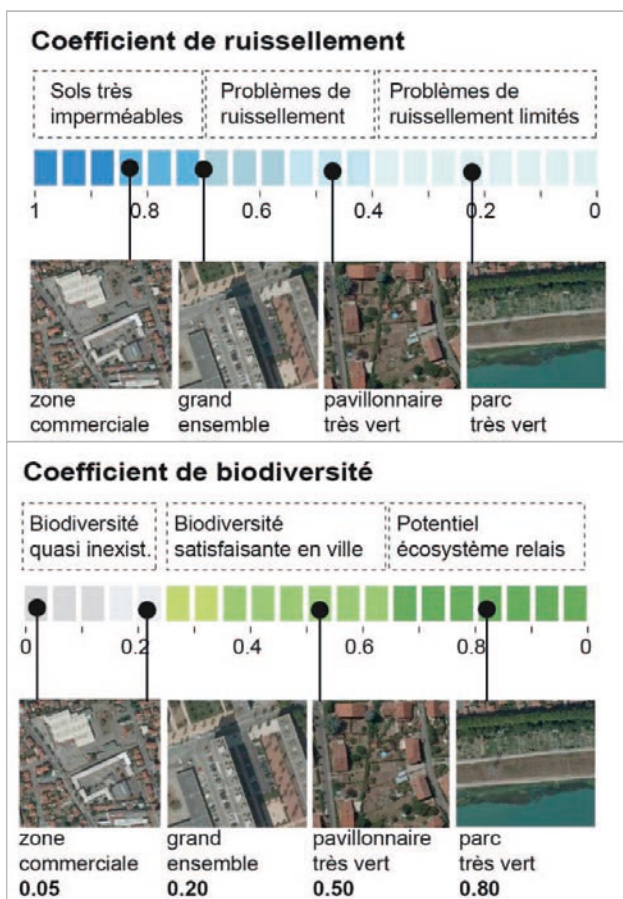 Coefficient de ruissellement
Sols très
imperméables
Problèmes de
ruissellement
Problèmes de
ruissellement limités
1 0.8 0.6 0.4 0.2 0
zone
commerciale
grand
ensemble
pavillonnaire
très vert
parc
très vert
Coefficient de biodiversité
Biodiversité
quasi inexist.
Biodiversité
satisfaisante en ville
Potentiel
écosystème relais
0 0.2 0.4 0.6 0.8 0
zone
commerciale
0.05
grand
ensemble
0.20
pavillonnaire
très vert
0.50
parc
très vert
0.80